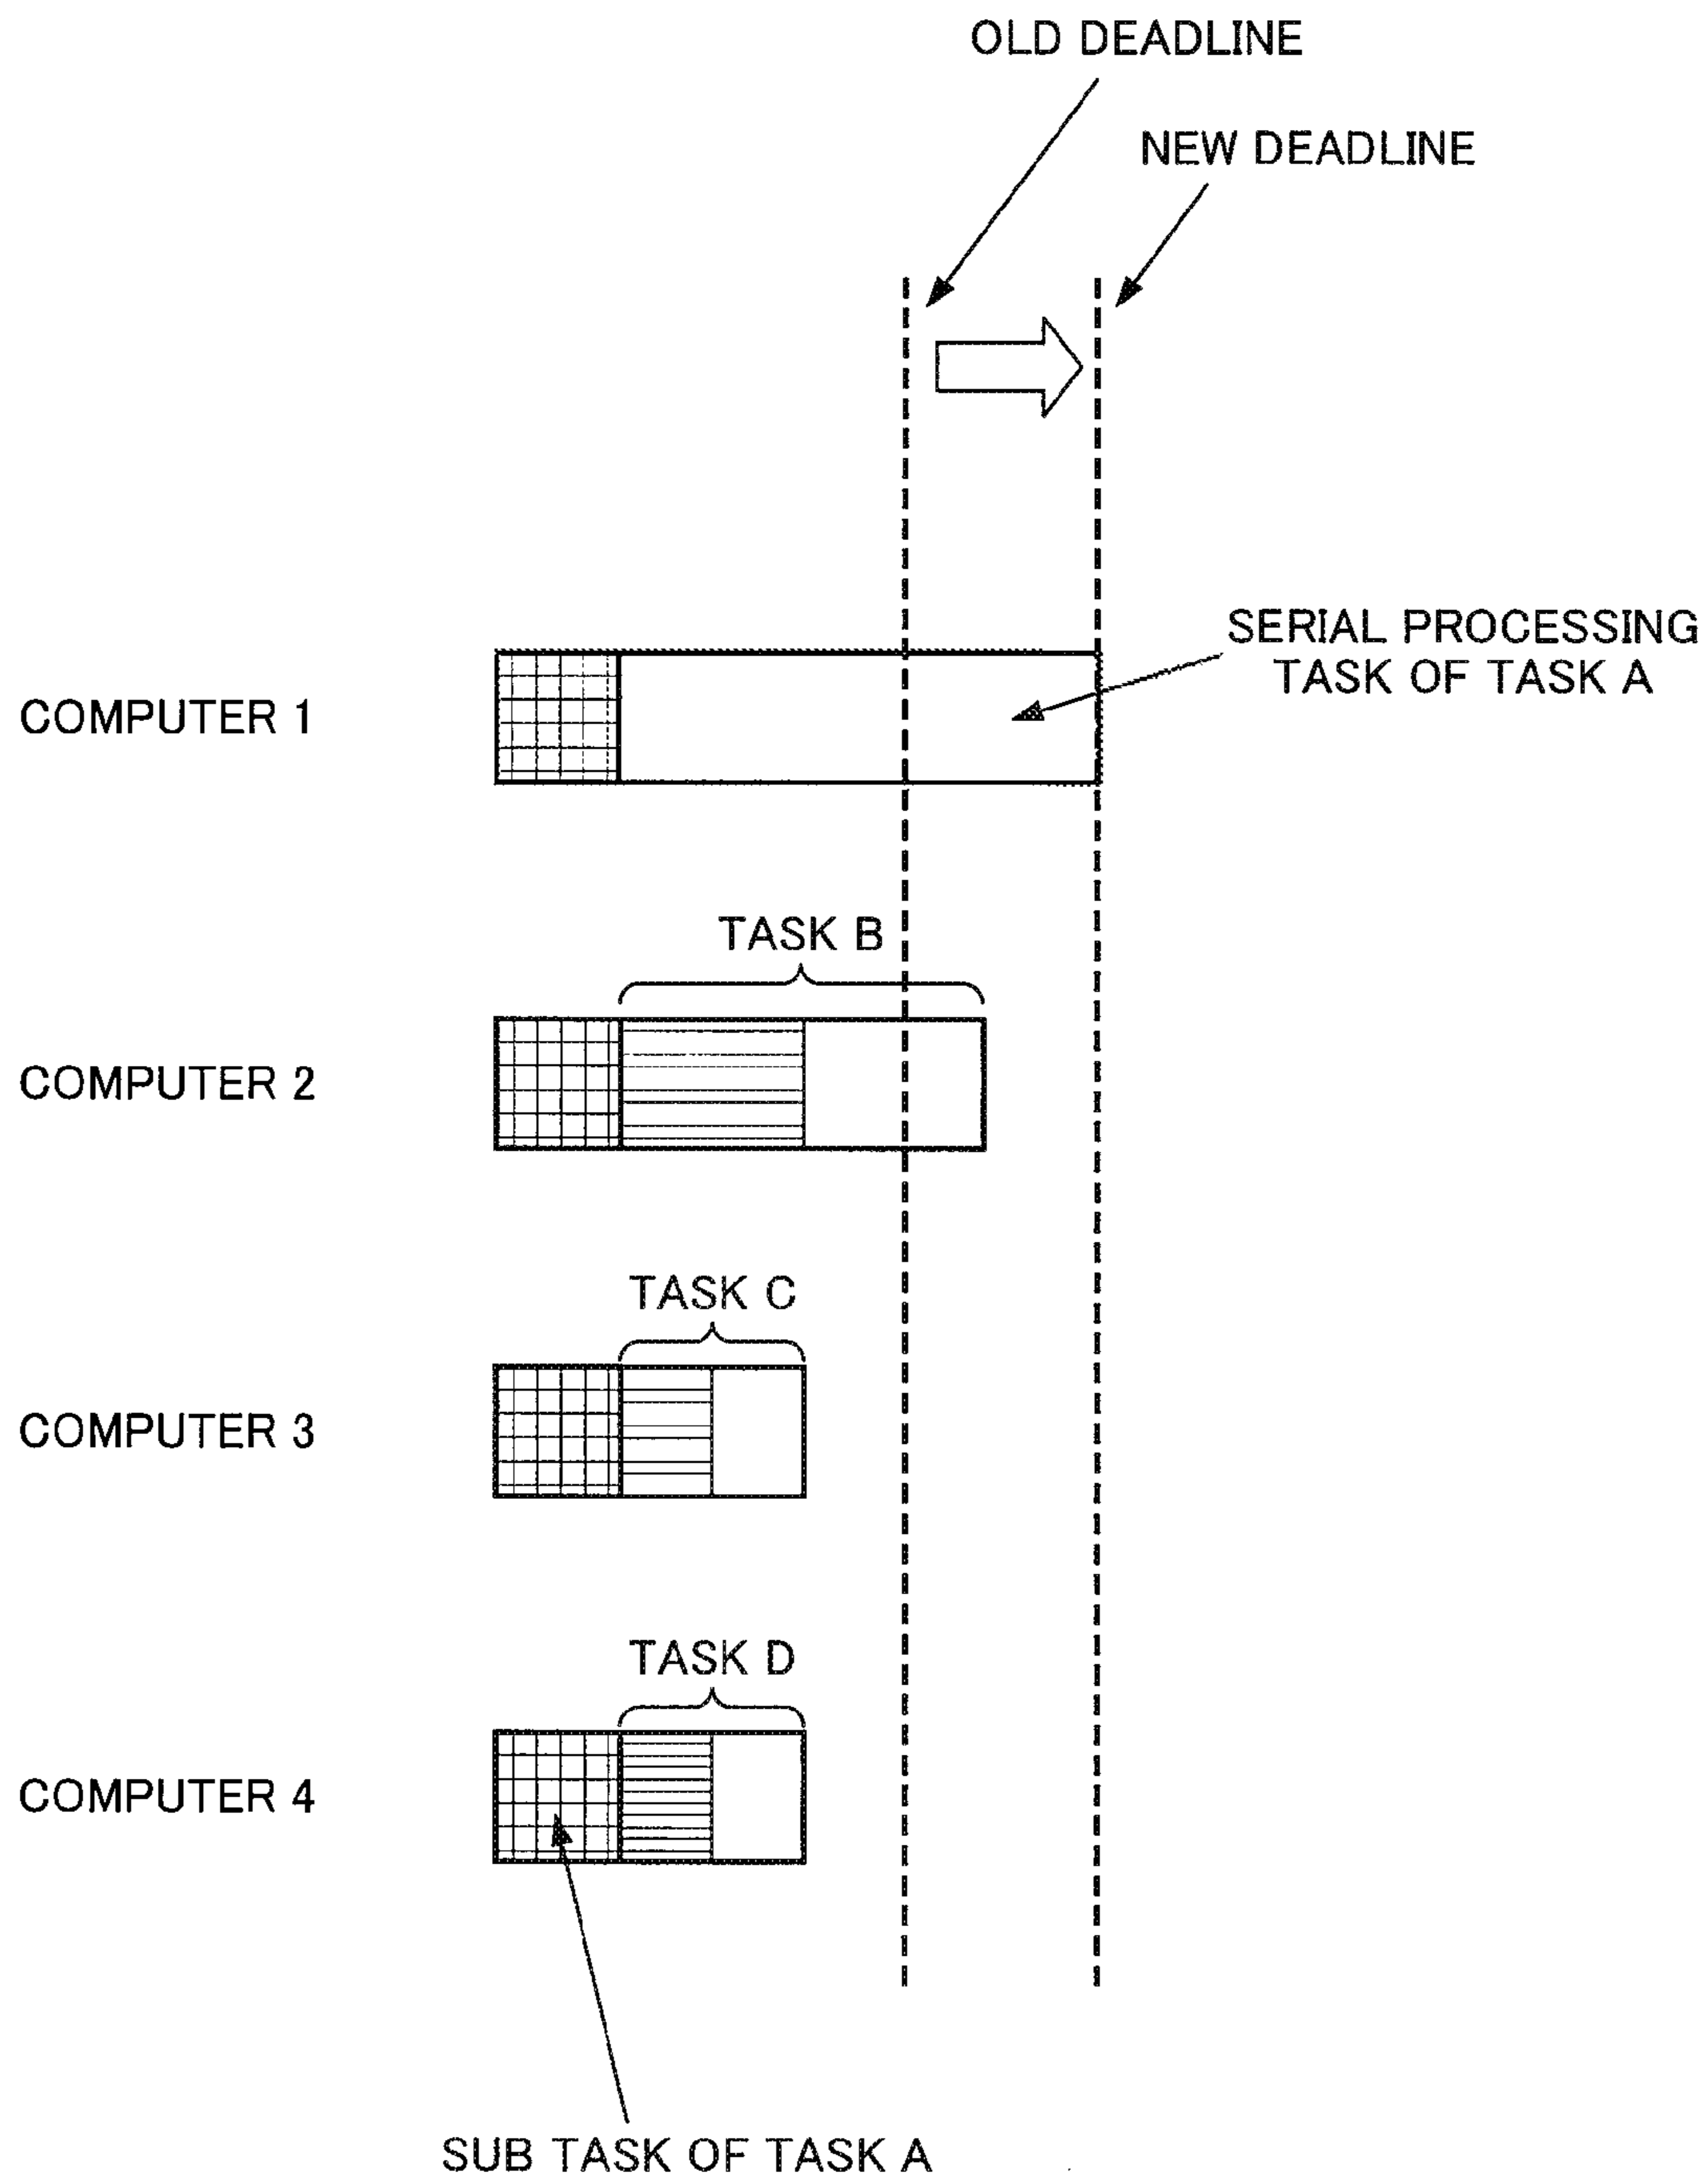 OLD DEADLINE
NEW DEADLINE
SERIAL PROCESSING
TASK OF TASK A
COMPUTER 1
TASK B
COMPUTER 2
TASK C
COMPUTER 3
TASK D
COMPUTER 4
SUB TASK OF TASK A